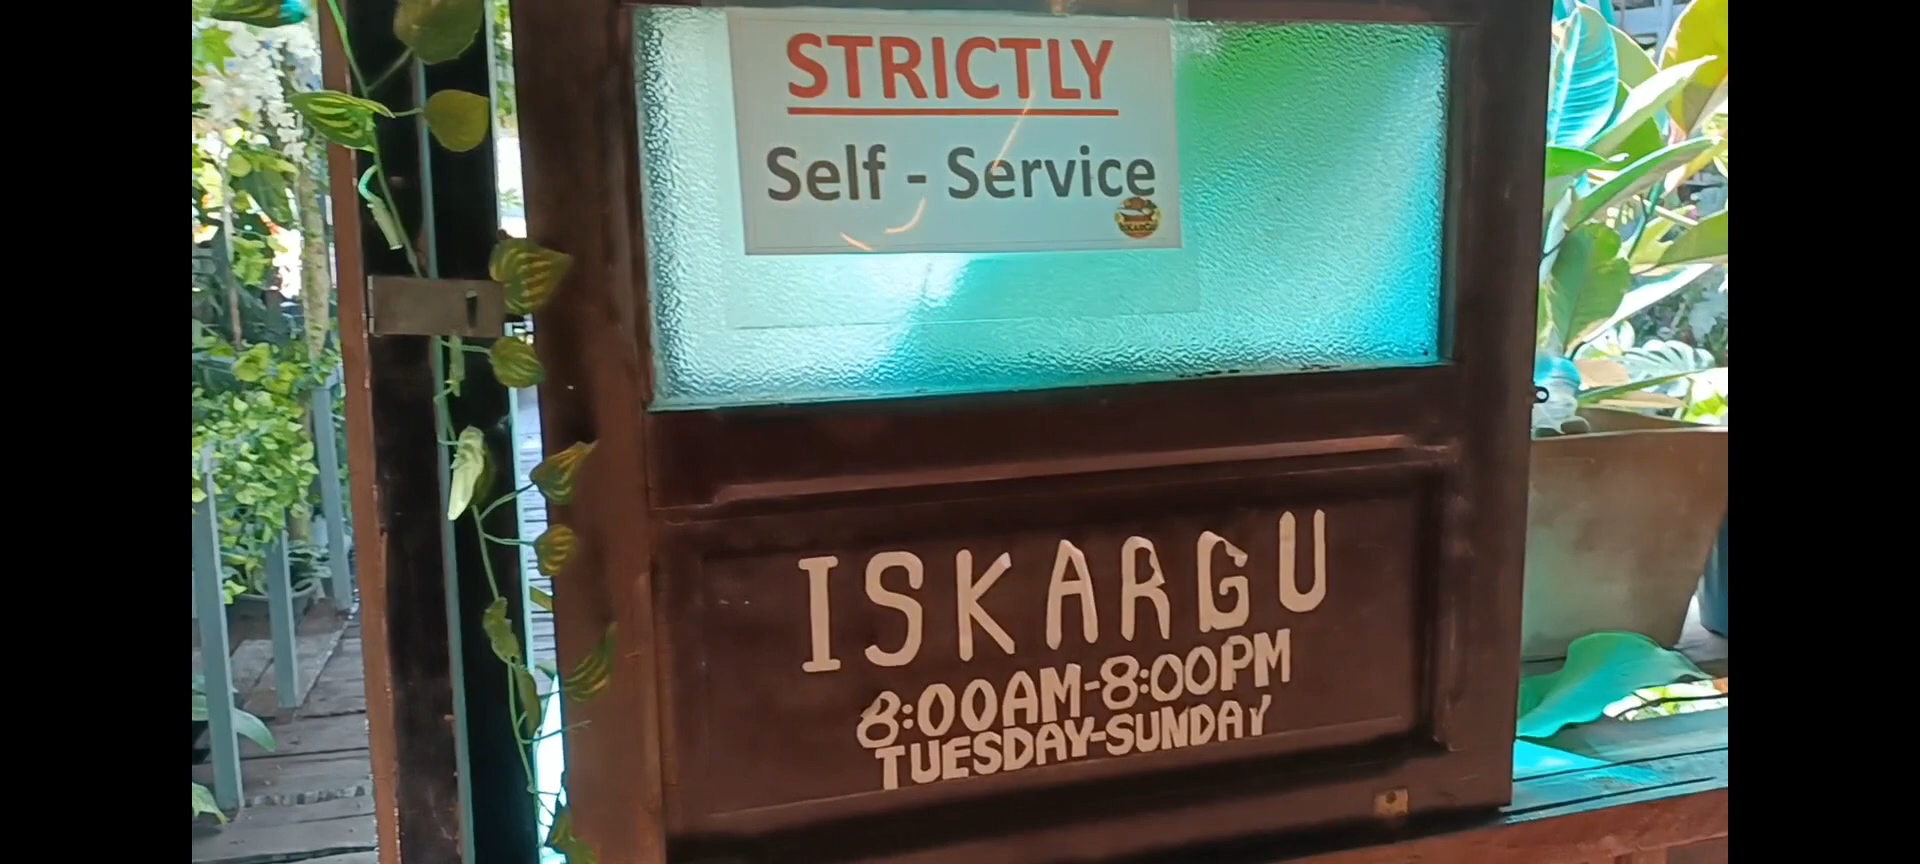 STRICTLY
Self - Service
ISKARGU
8:00AM-8:00PM
TUESDAY-SUNDAY